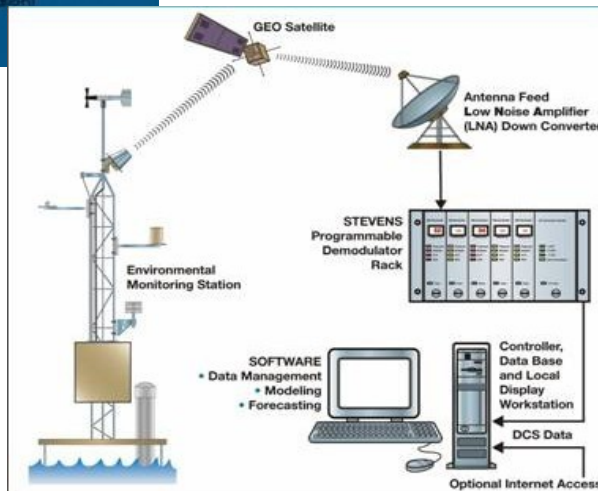 GEO Satellite
Antenna Feed
Low Noise Amplifier
(LNA) Down Converter
STEVENS
Programmable
Demodulator
Rack
Environmental
Monitoring Station
SOFTWARE
• Data Management
• Modeling
• Forecasting
Controller,
Data Base
and Local
Display
Workstation
DCS Data
Optional Internet Access